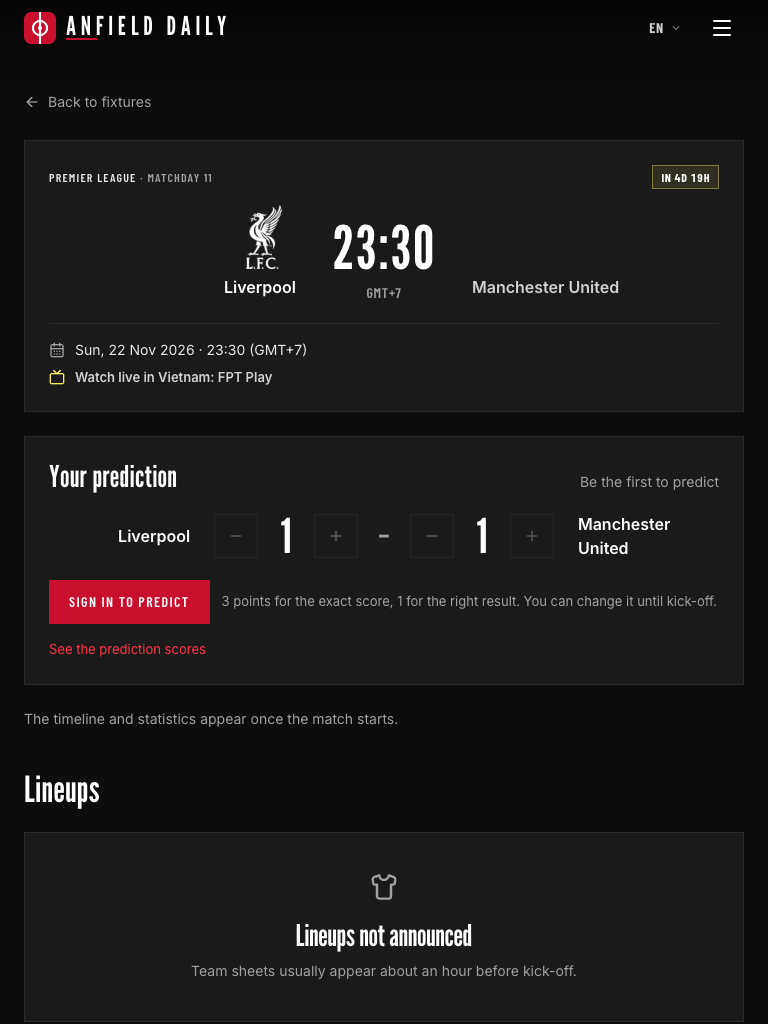 ANFIELD DAILY
EN
Back to fixtures
PREMIER LEAGUE · MATCHDAY 11
IN 4D 19H
L.F.C.
Liverpool
23:30
GMT+7
Manchester United
Sun, 22 Nov 2026 · 23:30 (GMT+7)
Watch live in Vietnam: FPT Play
Your prediction
Be the first to predict
Liverpool
− 1 + - − 1 +
Manchester
United
SIGN IN TO PREDICT
3 points for the exact score, 1 for the right result. You can change it until kick-off.
See the prediction scores
The timeline and statistics appear once the match starts.
Lineups
Lineups not announced
Team sheets usually appear about an hour before kick-off.